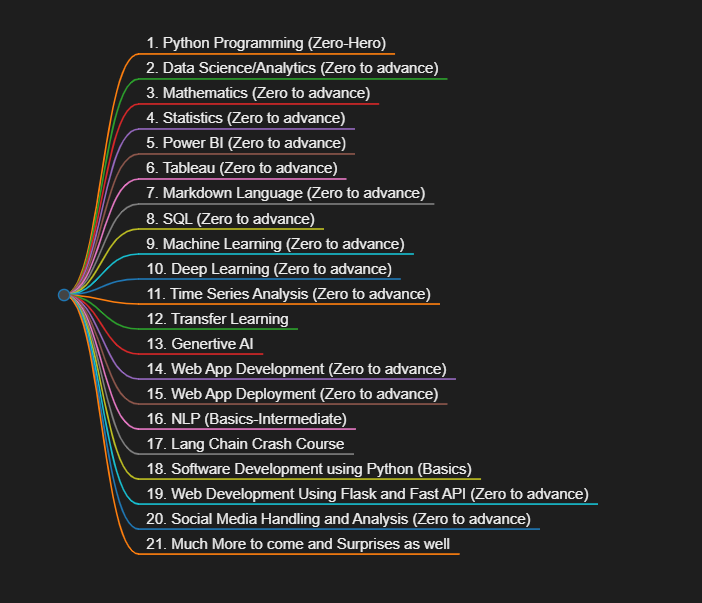 1. Python Programming (Zero-Hero)
2. Data Science/Analytics (Zero to advance)
3. Mathematics (Zero to advance)
4. Statistics (Zero to advance)
5. Power BI (Zero to advance)
6. Tableau (Zero to advance)
7. Markdown Language (Zero to advance)
8. SQL (Zero to advance)
9. Machine Learning (Zero to advance)
10. Deep Learning (Zero to advance)
11. Time Series Analysis (Zero to advance)
12. Transfer Learning
13. Genertive AI
14. Web App Development (Zero to advance)
15. Web App Deployment (Zero to advance)
16. NLP (Basics-Intermediate)
17. Lang Chain Crash Course
18. Software Development using Python (Basics)
19. Web Development Using Flask and Fast API (Zero to advance)
20. Social Media Handling and Analysis (Zero to advance)
21. Much More to come and Surprises as well